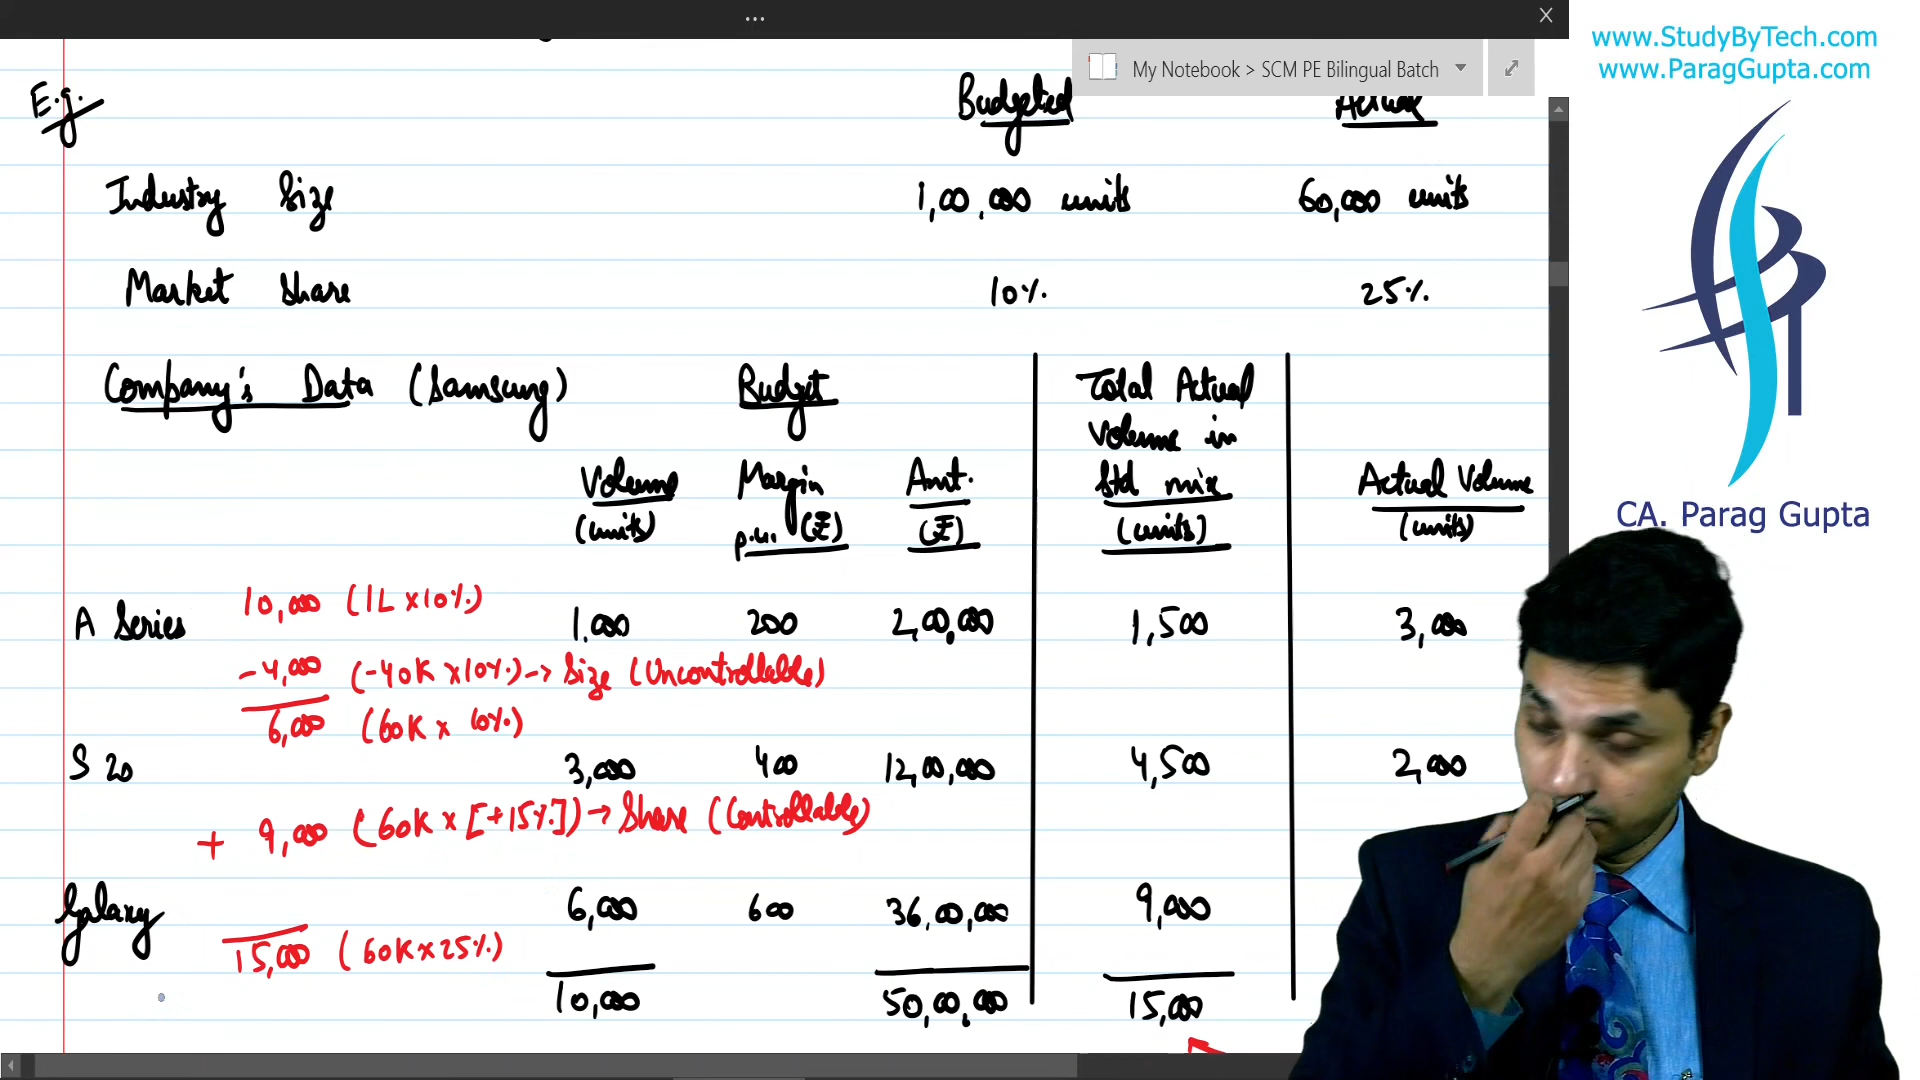 ... X
My Notebook > SCM PE Bilingual Batch
www.StudyByTech.com
www.ParagGupta.com
E.g. Budgeted Actual
Industry Size 1,00,000 units 60,000 units
Market Share 10% 25%
Company's Data (Samsung) Budget Total Actual
Volume in
Volume Margin Amt. Std mix Actual Volume
(units) p.u. (₹) (₹) (units) (units)
CA. Parag Gupta
10,000 (1L x 10%)
A Series 1,000 200 2,00,000 1,500 3,000
-4,000 (-40K x 10%) -> Size (Uncontrollable)
6,000 (60K x 10%)
S 20 3,000 400 12,00,000 4,500 2,000
+ 9,000 (60K x [+15%]) -> Share (Controllable)
Galaxy 6,000 600 36,00,000 9,000
15,000 (60K x 25%)
10,000 50,00,000 15,000